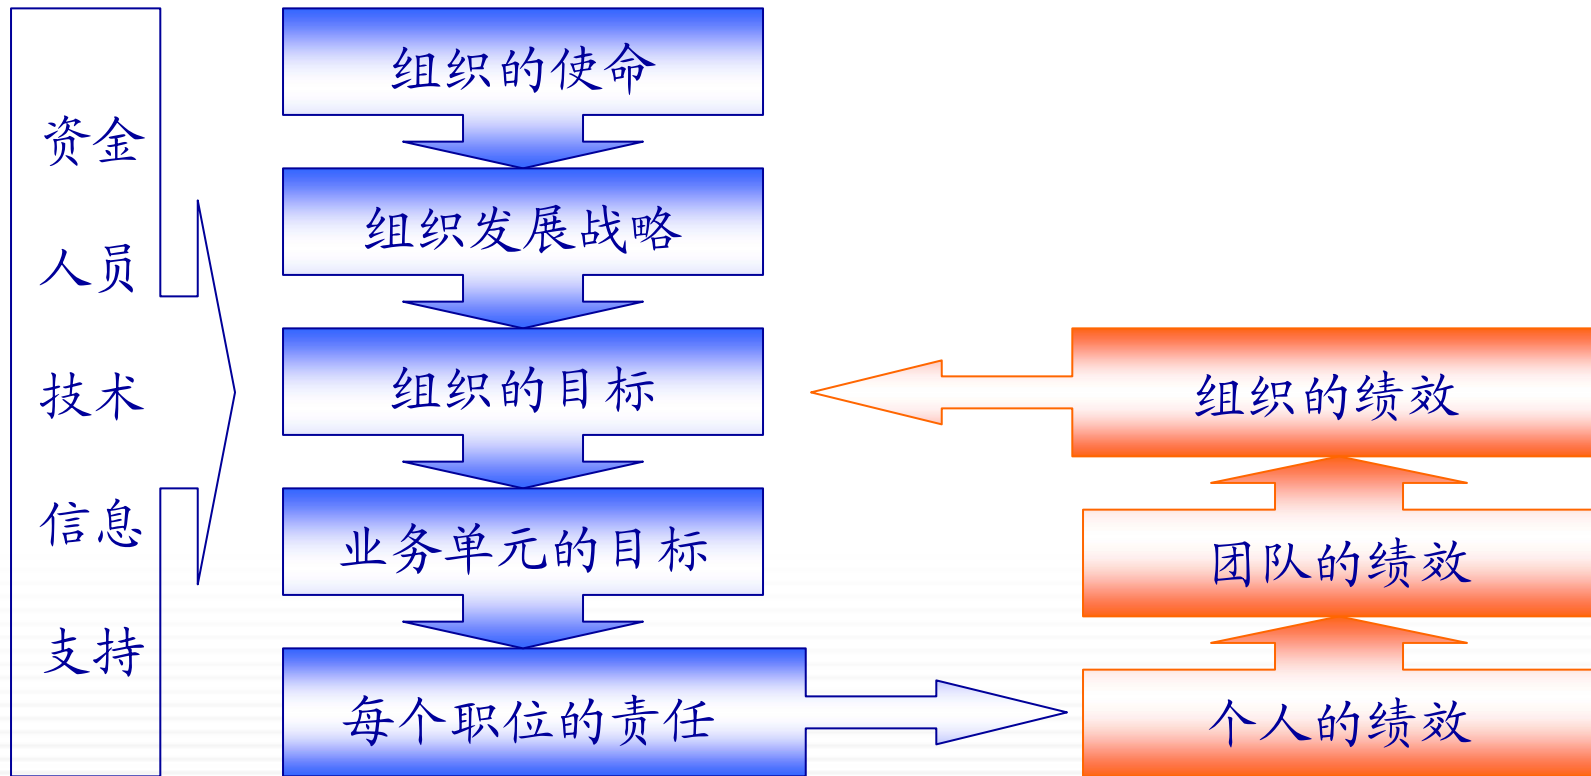 资金
人员
技术
信息
支持
组织的使命
组织发展战略
组织的目标
业务单元的目标
每个职位的责任
组织的绩效
团队的绩效
个人的绩效